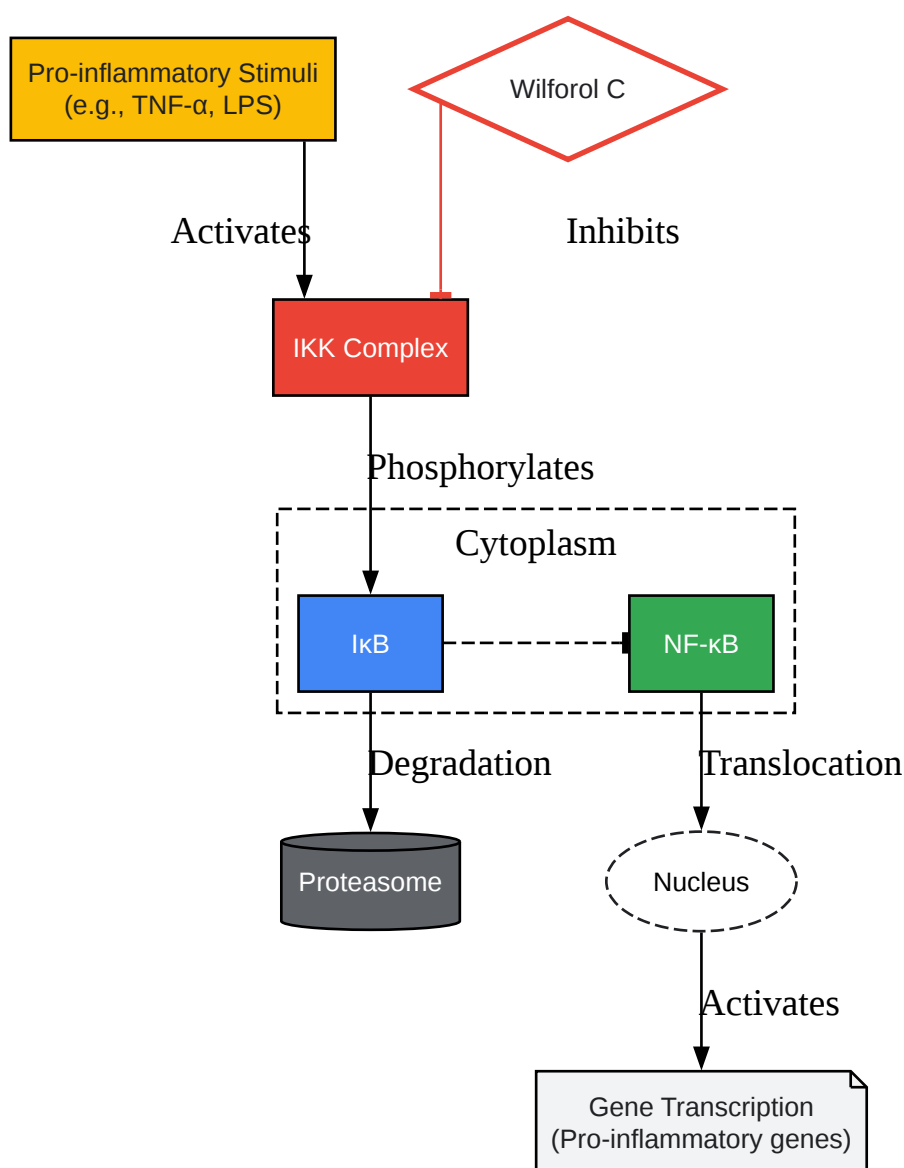 Pro-inflammatory Stimuli
(e.g., TNF-α, LPS)
Wilforol C
Activates
Inhibits
IKK Complex
Phosphorylates
Cytoplasm
IκB
NF-κB
Degradation
Translocation
Proteasome
Nucleus
Activates
Gene Transcription
(Pro-inflammatory genes)